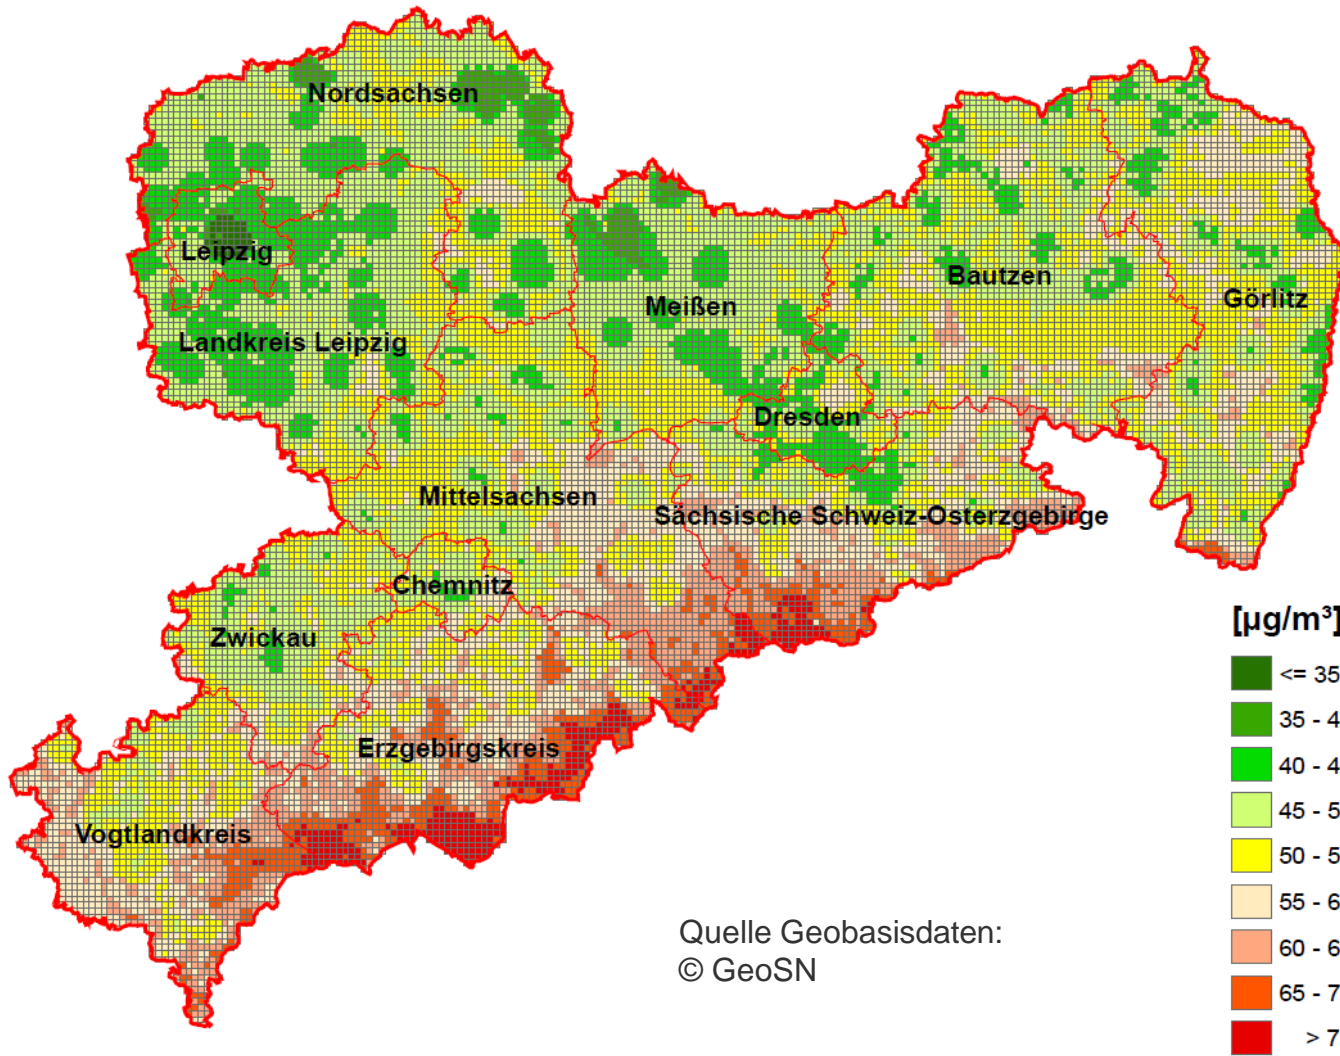 Nordsachsen
Leipzig
Bautzen
Görlitz
Meißen
Landkreis Leipzig
Dresden
Mittelsachsen
Sächsische Schweiz-Osterzgebirge
Chemnitz
Zwickau
Erzgebirgskreis
Vogtlandkreis
[µg/m³]
<= 35
35 - 4
40 - 4
45 - 5
50 - 5
55 - 6
60 - 6
65 - 7
> 7
Quelle Geobasisdaten:
© GeoSN